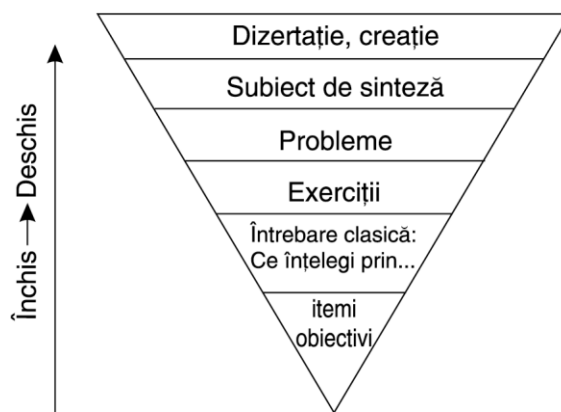 Dizertație, creație
Subiect de sinteză
Probleme
Exerciții
Întrebare clasică:
Ce înțelegi prin...
itemi
obiectivi
Închis → Deschis